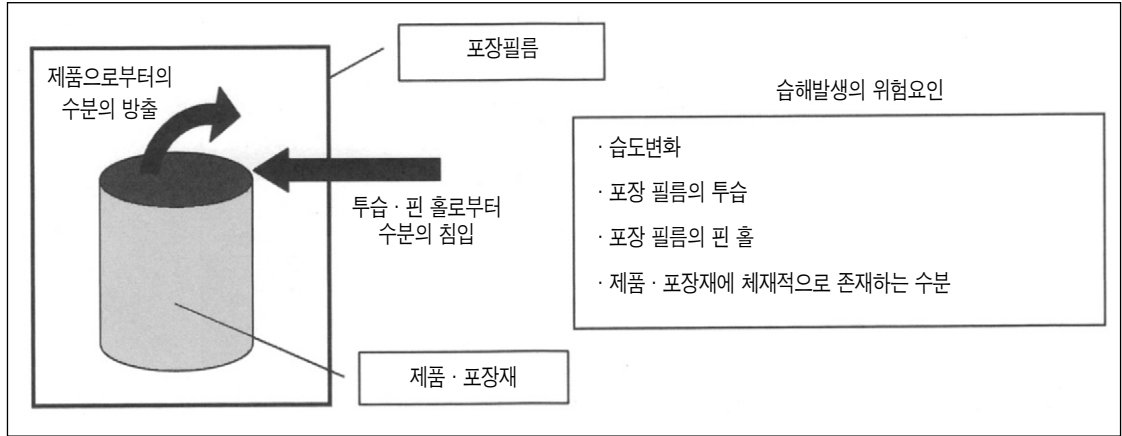 포장필름
제품으로부터의
수분의 방출
투습 · 핀 홀로부터
수분의 침입
제품 · 포장재
습해발생의 위험요인
· 습도변화
· 포장 필름의 투습
· 포장 필름의 핀 홀
· 제품 · 포장재에 체재적으로 존재하는 수분